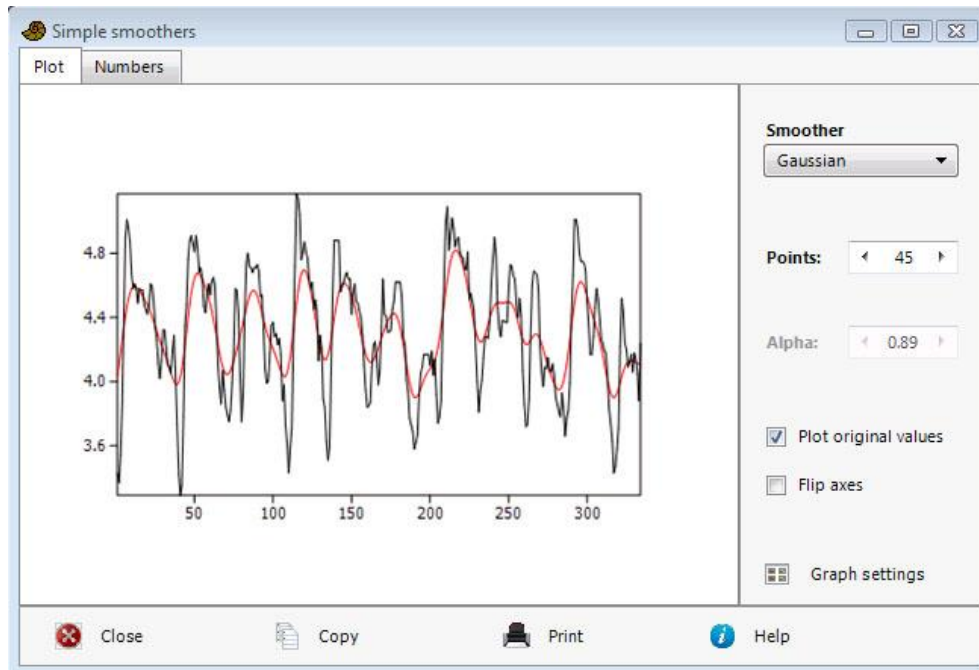 Simple smoothers
Plot Numbers
Smoother
Gaussian
Points: 45
Alpha: 0.89
Plot original values
Flip axes
Graph settings
4.8
4.4
4.0
3.6
50 100 150 200 250 300
Close Copy Print Help